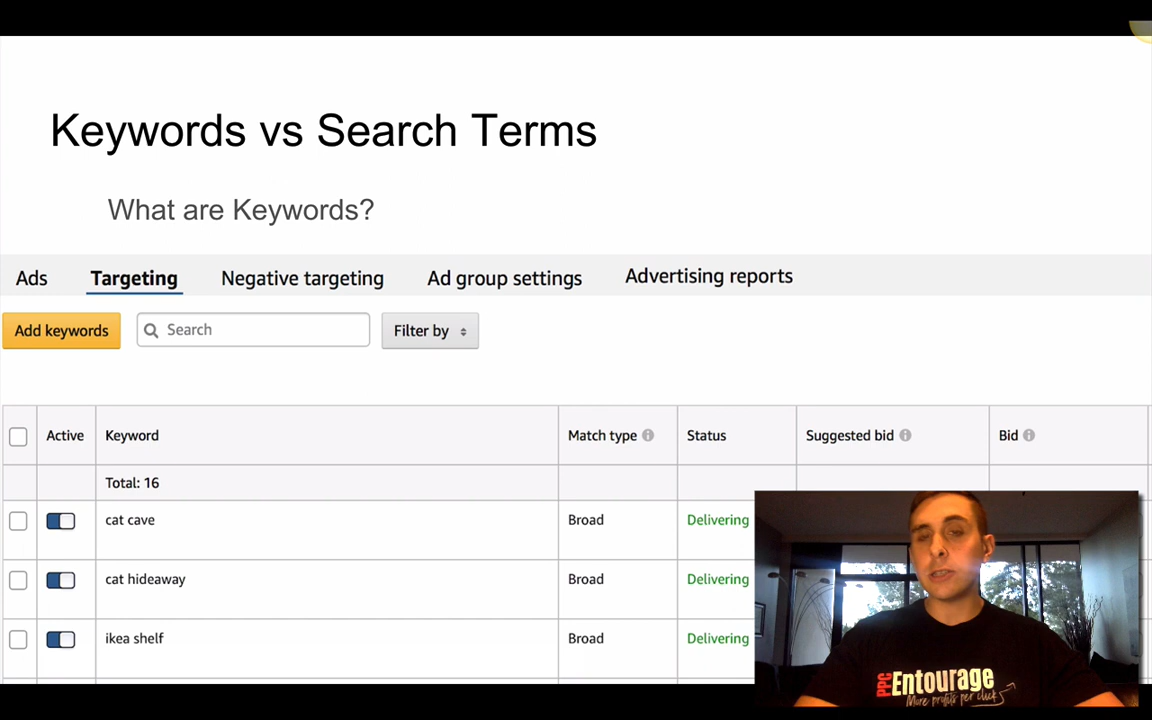 Keywords vs Search Terms
What are Keywords?
Ads Targeting Negative targeting Ad group settings Advertising reports
Add keywords Search Filter by
Active Keyword Match type Status Suggested bid Bid
Total: 16
cat cave Broad Delivering
cat hideaway Broad Delivering
ikea shelf Broad Delivering
PPC Entourage
More profits per click